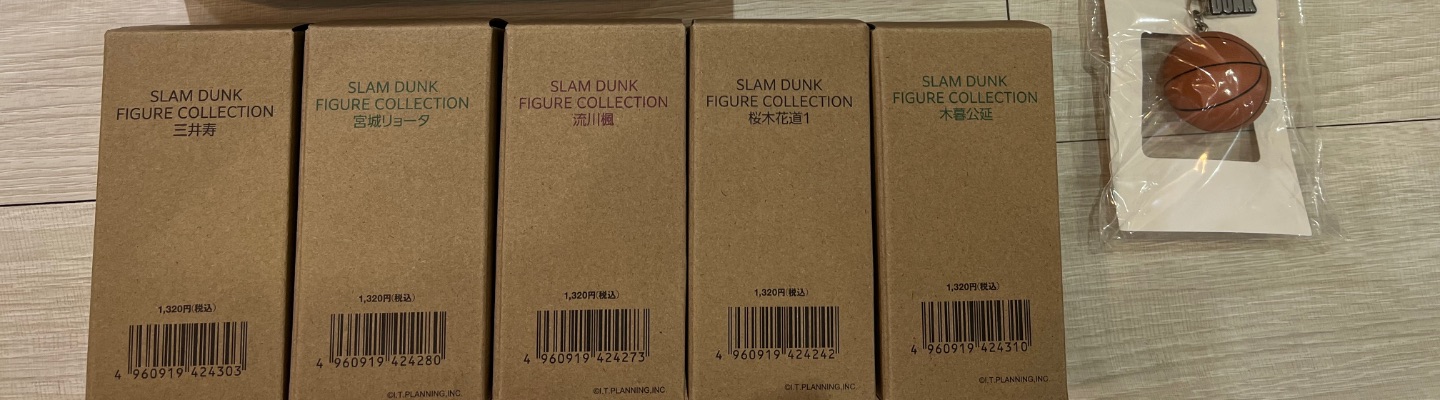 SLAM DUNK
FIGURE COLLECTION
三井寿
1,320円(税込)
4 960919 424303
SLAM DUNK
FIGURE COLLECTION
宮城リョータ
1,320円(税込)
4 960919 424280
©I.T.PLANNING,INC.
SLAM DUNK
FIGURE COLLECTION
流川楓
1,320円(税込)
4 960919 424273
©I.T.PLANNING,INC.
SLAM DUNK
FIGURE COLLECTION
桜木花道1
1,320円(税込)
4 960919 424242
©I.T.PLANNING,INC.
SLAM DUNK
FIGURE COLLECTION
木暮公延
1,320円(税込)
4 960919 424310
©I.T.PLANNING,INC.
DUNK